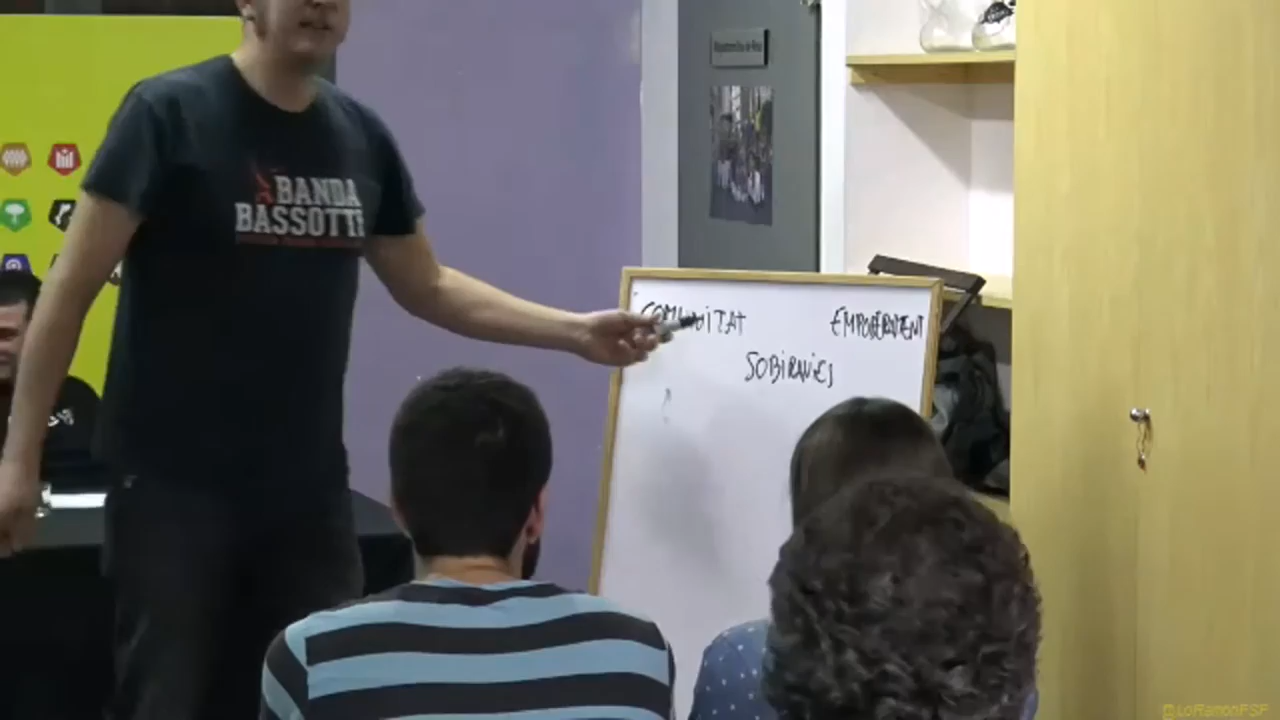 BANDA
BASSOTTI
COMUNITAT
EMPODERAMENT
SOBIRANIES
@LoRamonFSF